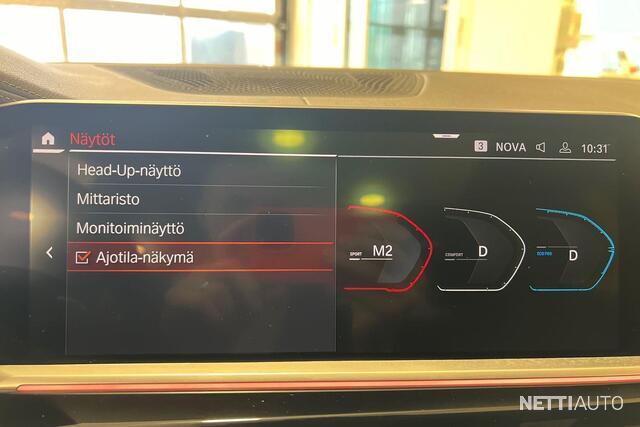 Näytöt
3 NOVA 10:31
Head-Up-näyttö
Mittaristo
Monitoiminäyttö
Ajotila-näkymä
SPORT M2
COMFORT D
ECO PRO D
NETTIAUTO